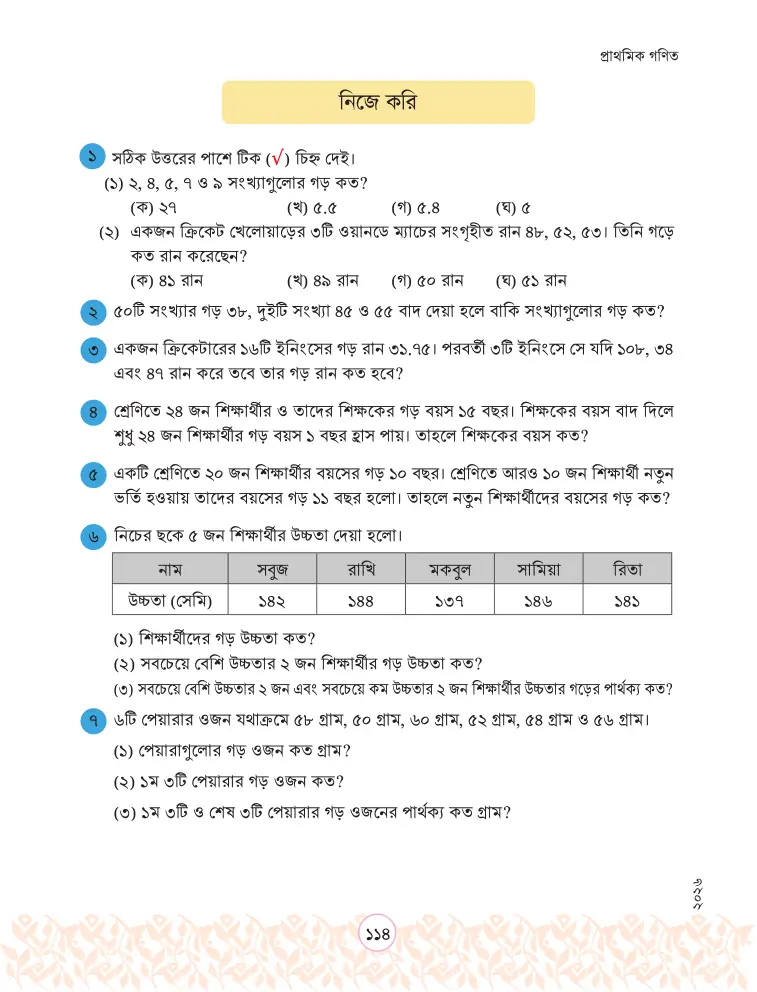 প্রাথমিক গণিত
নিজে করি
১ সঠিক উত্তরের পাশে টিক (√) চিহ্ন দেই।
(১) ২, ৪, ৫, ৭ ও ৯ সংখ্যাগুলোর গড় কত?
(ক) ২৭ (খ) ৫.৫ (গ) ৫.৪ (ঘ) ৫
(২) একজন ক্রিকেট খেলোয়াড়ের ৩টি ওয়ানডে ম্যাচের সংগৃহীত রান ৪৮, ৫২, ৫৩। তিনি গড়ে
কত রান করেছেন?
(ক) ৪১ রান (খ) ৪৯ রান (গ) ৫০ রান (ঘ) ৫১ রান
২ ৫০টি সংখ্যার গড় ৩৮, দুইটি সংখ্যা ৪৫ ও ৫৫ বাদ দেয়া হলে বাকি সংখ্যাগুলোর গড় কত?
৩ একজন ক্রিকেটারের ১৬টি ইনিংসের গড় রান ৩১.৭৫। পরবর্তী ৩টি ইনিংসে সে যদি ১০৮, ৩৪
এবং ৪৭ রান করে তবে তার গড় রান কত হবে?
৪ শ্রেণিতে ২৪ জন শিক্ষার্থীর ও তাদের শিক্ষকের গড় বয়স ১৫ বছর। শিক্ষকের বয়স বাদ দিলে
শুধু ২৪ জন শিক্ষার্থীর গড় বয়স ১ বছর হ্রাস পায়। তাহলে শিক্ষকের বয়স কত?
৫ একটি শ্রেণিতে ২০ জন শিক্ষার্থীর বয়সের গড় ১০ বছর। শ্রেণিতে আরও ১০ জন শিক্ষার্থী নতুন
ভর্তি হওয়ায় তাদের বয়সের গড় ১১ বছর হলো। তাহলে নতুন শিক্ষার্থীদের বয়সের গড় কত?
৬ নিচের ছকে ৫ জন শিক্ষার্থীর উচ্চতা দেয়া হলো।
নাম সবুজ রাখি মকবুল সামিয়া রিতা
উচ্চতা (সেমি) ১৪২ ১৪৪ ১৩৭ ১৪৬ ১৪১
(১) শিক্ষার্থীদের গড় উচ্চতা কত?
(২) সবচেয়ে বেশি উচ্চতার ২ জন শিক্ষার্থীর গড় উচ্চতা কত?
(৩) সবচেয়ে বেশি উচ্চতার ২ জন এবং সবচেয়ে কম উচ্চতার ২ জন শিক্ষার্থীর উচ্চতার গড়ের পার্থক্য কত?
৭ ৬টি পেয়ারার ওজন যথাক্রমে ৫৮ গ্রাম, ৫০ গ্রাম, ৬০ গ্রাম, ৫২ গ্রাম, ৫৪ গ্রাম ও ৫৬ গ্রাম।
(১) পেয়ারাগুলোর গড় ওজন কত গ্রাম?
(২) ১ম ৩টি পেয়ারার গড় ওজন কত?
(৩) ১ম ৩টি ও শেষ ৩টি পেয়ারার গড় ওজনের পার্থক্য কত গ্রাম?
২০২৬
১১৪